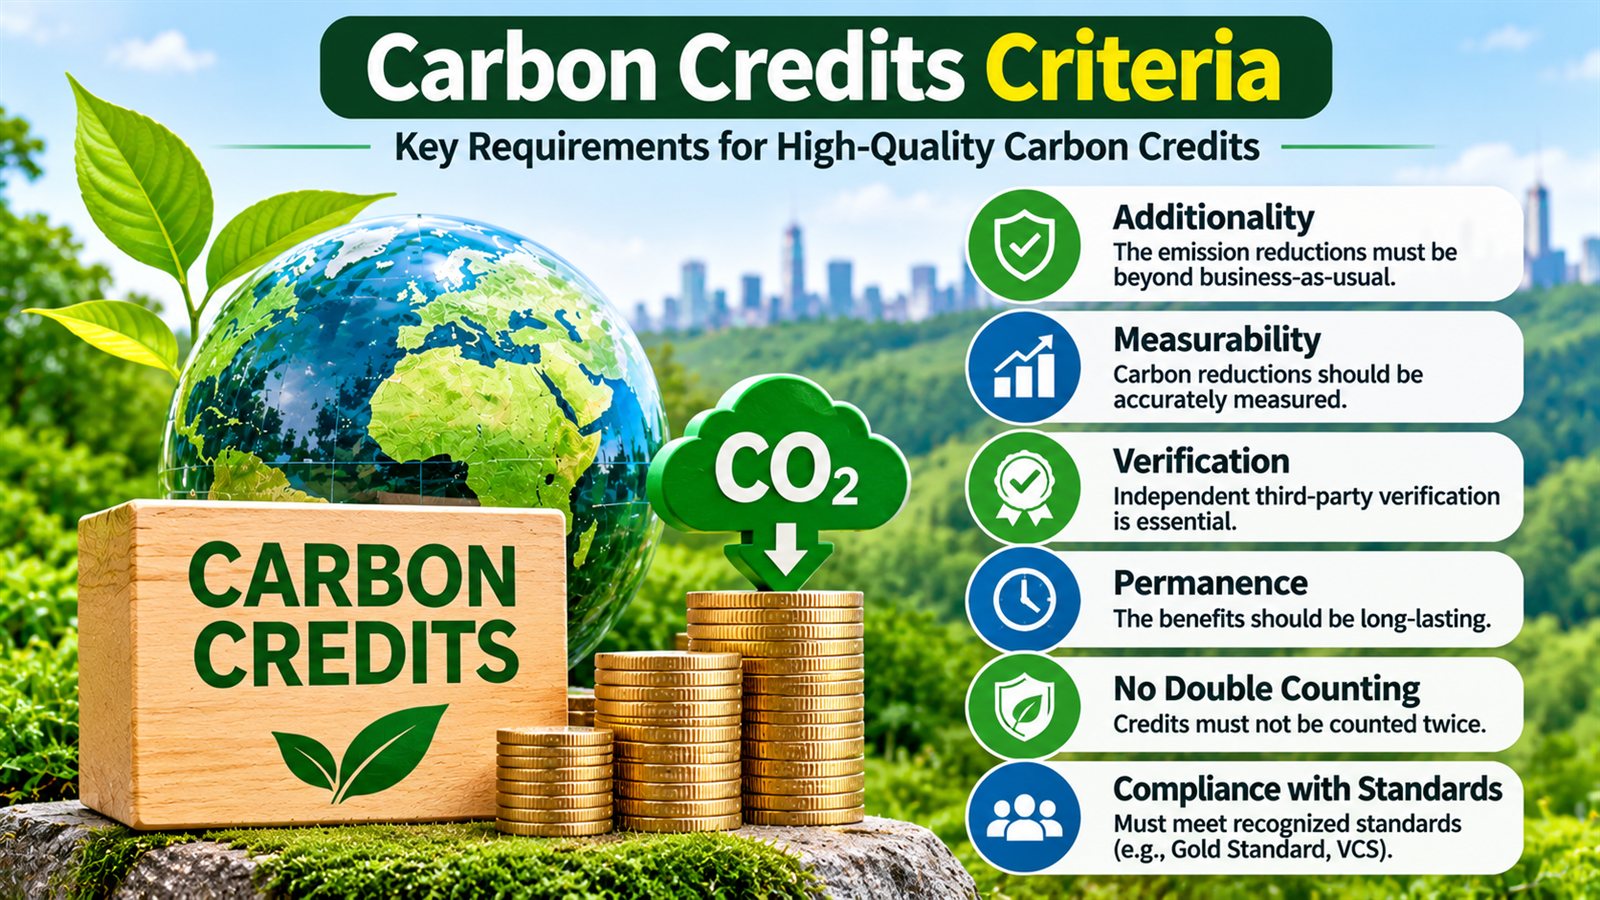 Carbon Credits Criteria
Key Requirements for High-Quality Carbon Credits
Additionality
The emission reductions must be
beyond business-as-usual.
Measurability
Carbon reductions should be
accurately measured.
Verification
Independent third-party verification
is essential.
Permanence
The benefits should be long-lasting.
No Double Counting
Credits must not be counted twice.
Compliance with Standards
Must meet recognized standards
(e.g., Gold Standard, VCS).
CO₂
CARBON
CREDITS